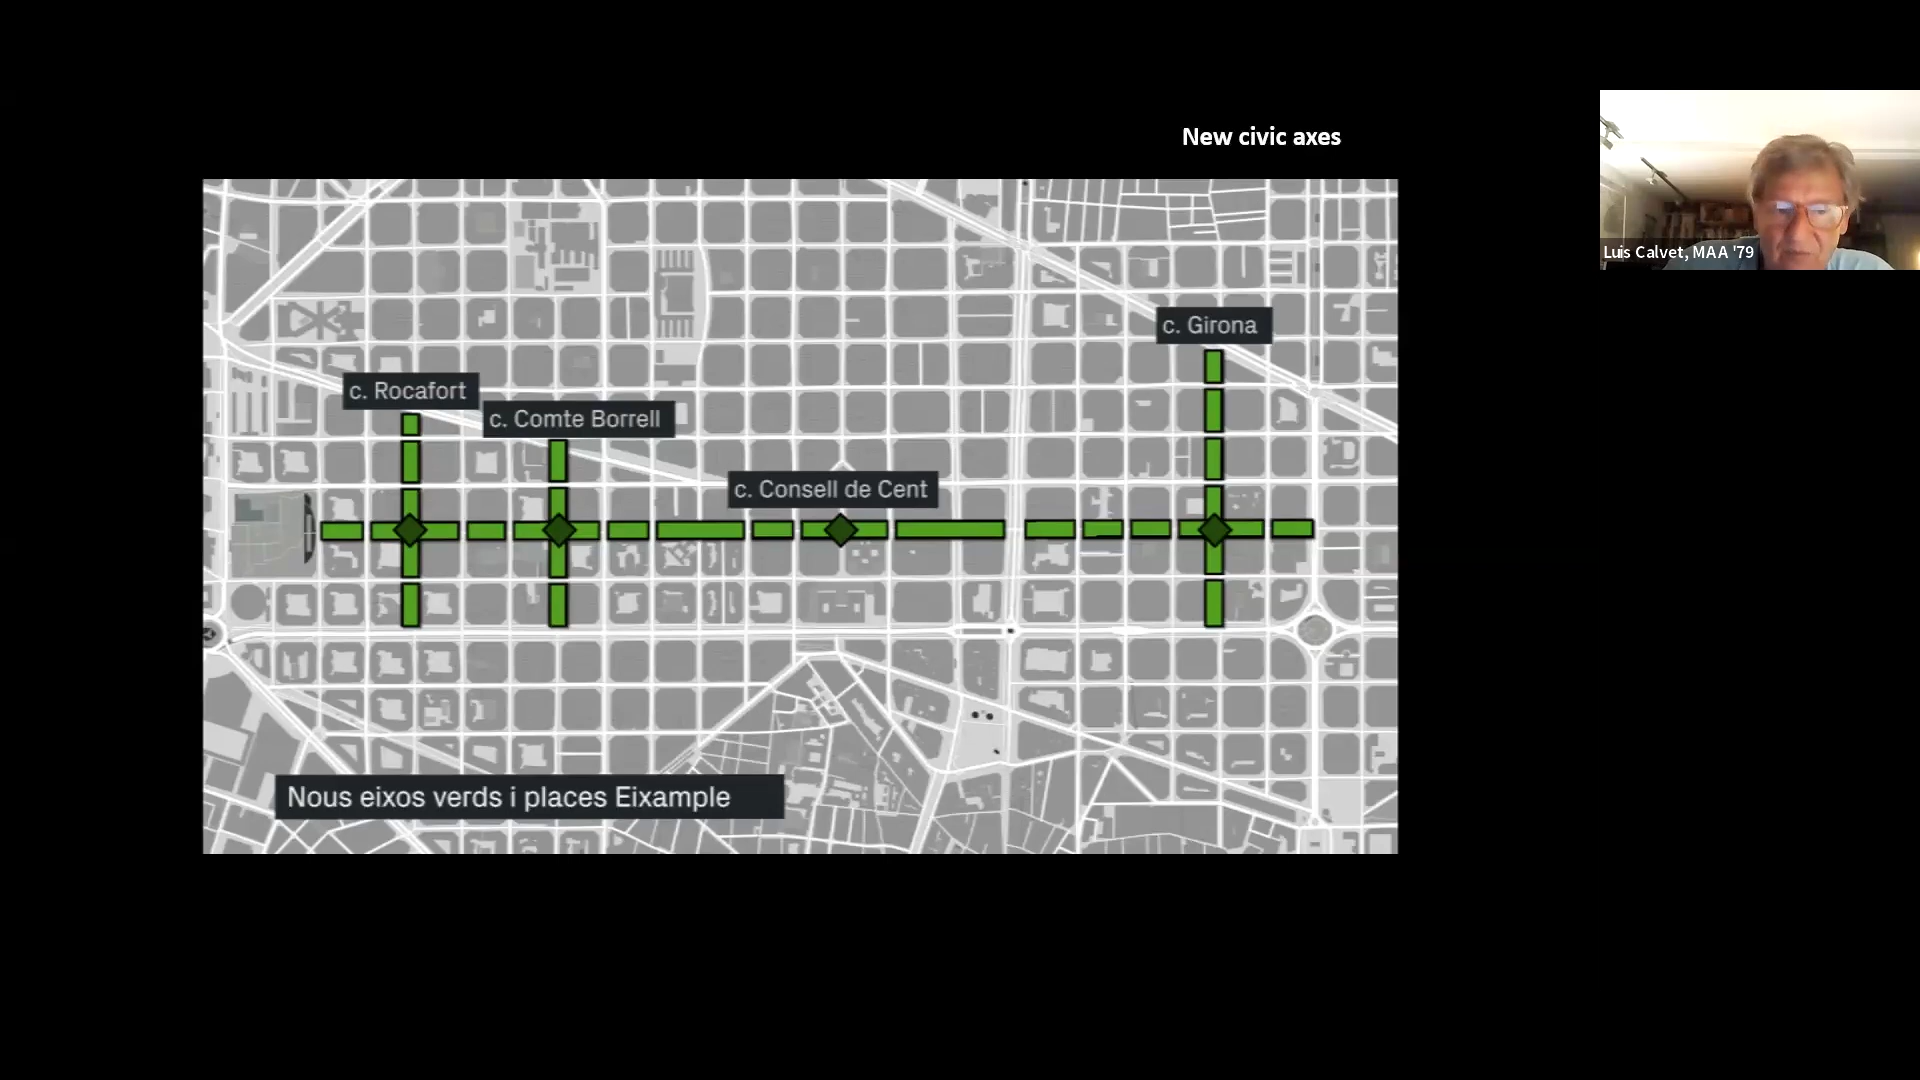 New civic axes
Luis Calvet, MAA '79
c. Girona
c. Rocafort
c. Comte Borrell
c. Consell de Cent
Nous eixos verds i places Eixample